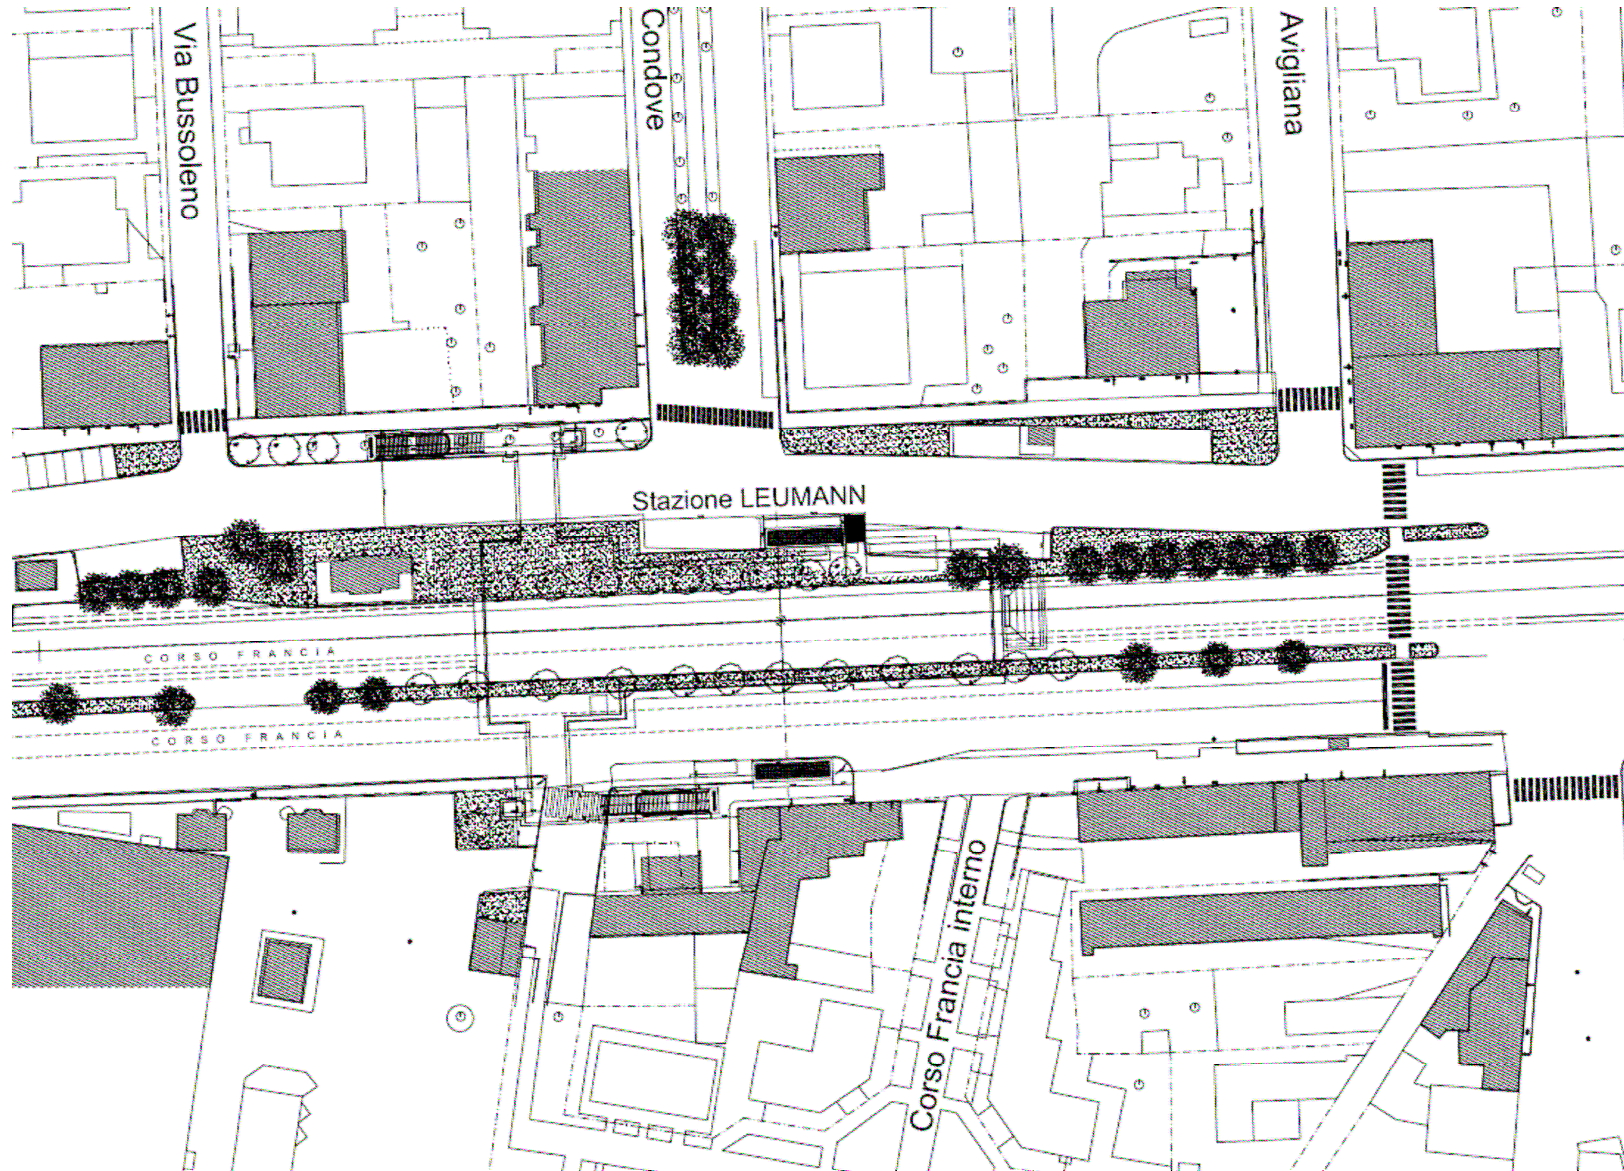 Via Bussoleno
Condove
Avigliana
Stazione LEUMANN
CORSO FRANCIA
CORSO FRANCIA
Corso Francia interno